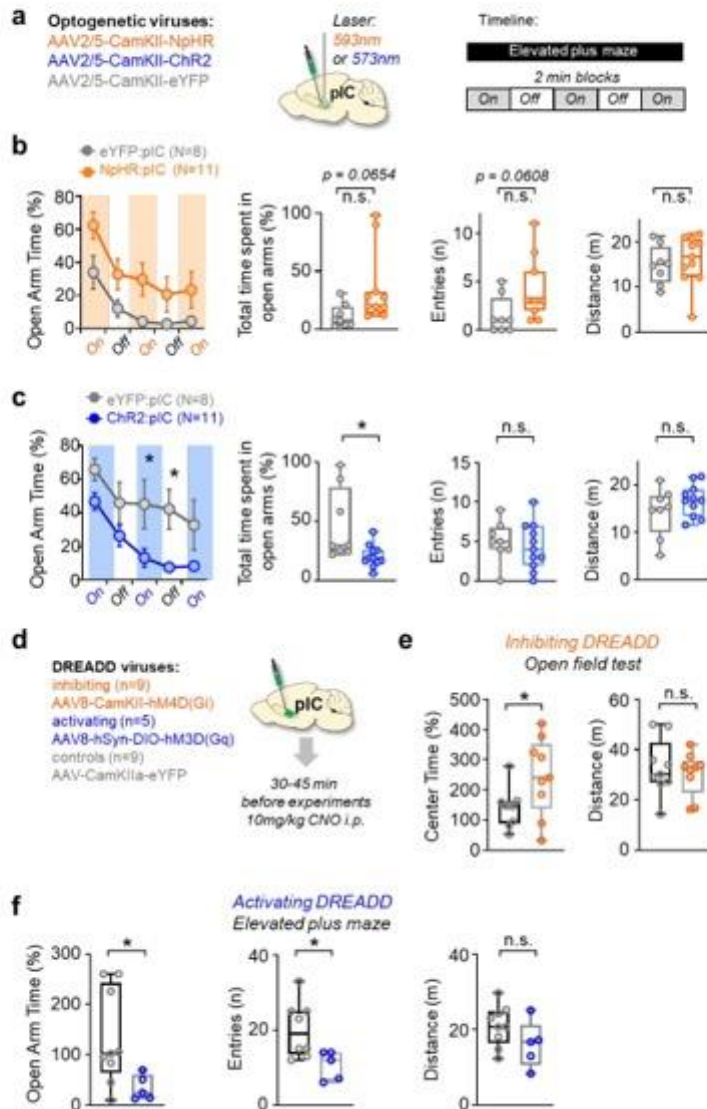 a
Optogenetic viruses:
AAV2/5-CamKII-NpHR
AAV2/5-CamKII-ChR2
AAV2/5-CamKII-eYFP
Laser:
593nm
or 573nm
pIC
Timeline:
Elevated plus maze
2 min blocks
On Off On Off On
b
eYFP:pIC (N=8)
NpHR:pIC (N=11)
Open Arm Time (%)
80
60
40
20
0
On Off On Off On
Total time spent in
open arms (%)
100
50
0
p = 0.0654
n.s.
Entries (n)
10
5
0
p = 0.0608
n.s.
Distance (m)
20
10
0
n.s.
c
eYFP:pIC (N=8)
ChR2:pIC (N=11)
Open Arm Time (%)
80
60
40
20
0
* *
On Off On Off On
Total time spent in
open arms (%)
100
50
0
*
Entries (n)
15
10
5
0
n.s.
Distance (m)
30
20
10
0
n.s.
d
DREADD viruses:
inhibiting (n=9)
AAV8-CamKII-hM4D(Gi)
activating (n=5)
AAV8-hSyn-DIO-hM3D(Gq)
controls (n=9)
AAV-CamKIIa-eYFP
pIC
30-45 min
before experiments
10mg/kg CNO i.p.
e
Inhibiting DREADD
Open field test
Center Time (%)
500
400
300
200
100
0
*
Distance (m)
60
40
20
0
n.s.
f
Activating DREADD
Elevated plus maze
Open Arm Time (%)
300
200
100
0
*
Entries (n)
40
20
0
*
Distance (m)
40
20
0
n.s.